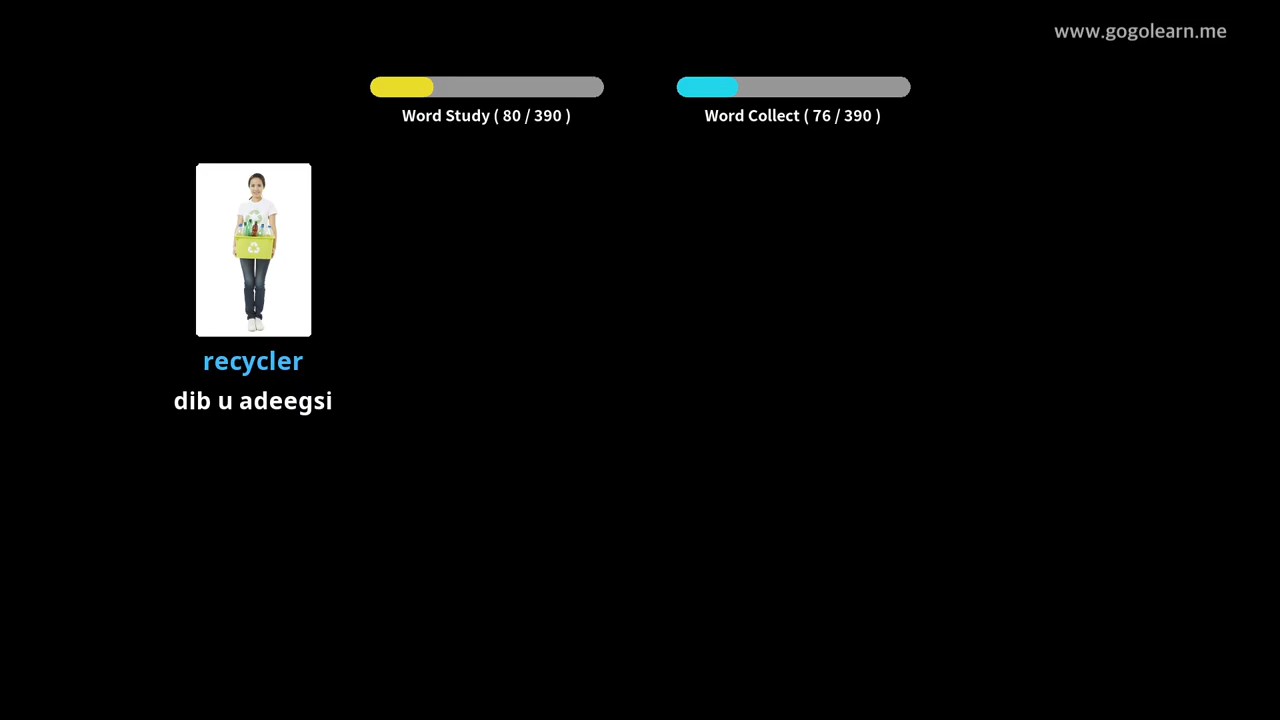 www.gogolearn.me
Word Study ( 80 / 390 )
Word Collect ( 76 / 390 )
recycler
dib u adeegsi